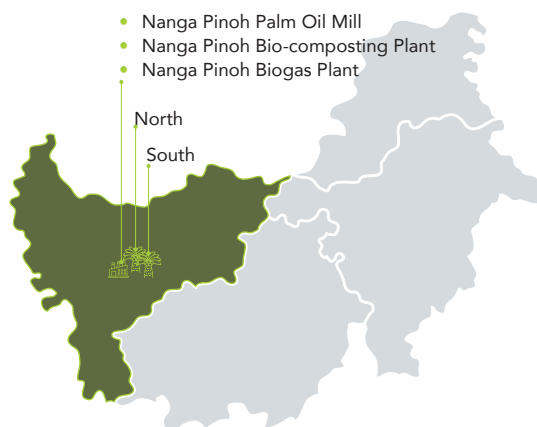 • Nanga Pinoh Palm Oil Mill
• Nanga Pinoh Bio-composting Plant
• Nanga Pinoh Biogas Plant
North
South